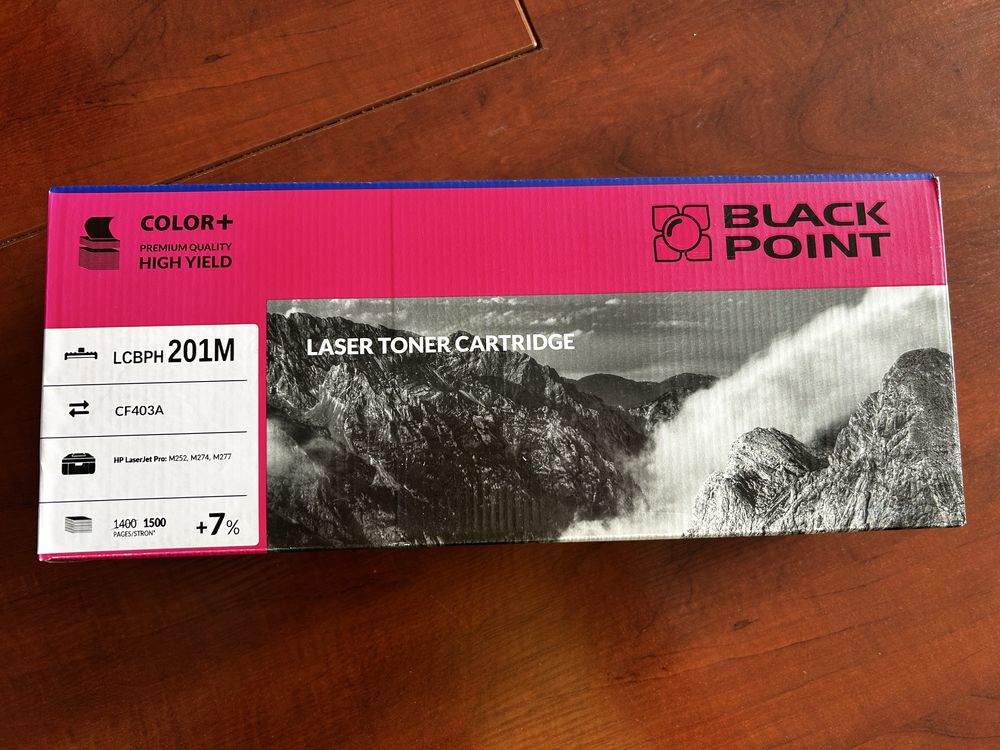 COLOR+
PREMIUM QUALITY
HIGH YIELD
BLACK
POINT
LASER TONER CARTRIDGE
LCBPH 201M
CF403A
HP LaserJet Pro: M252, M274, M277
1400 1500
PAGES/STRON*
+7%